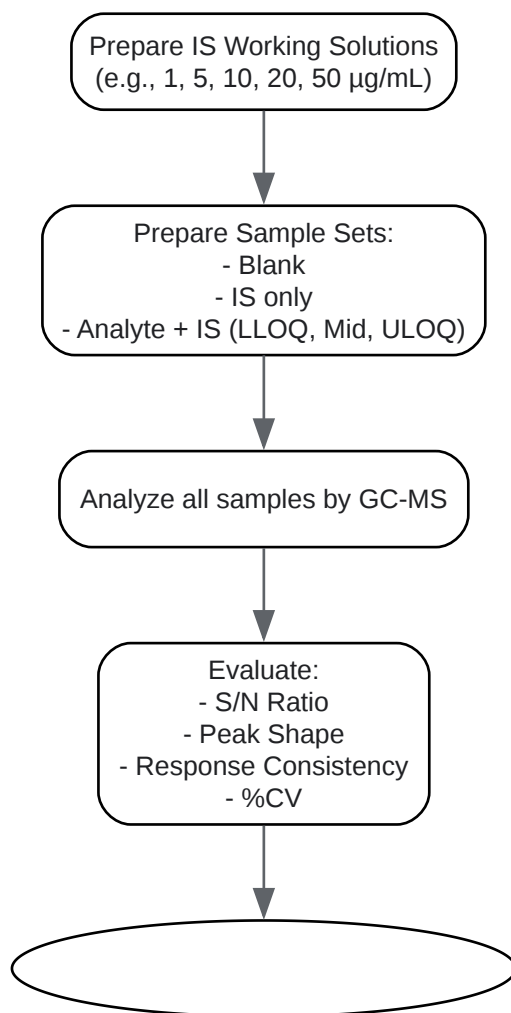 Prepare IS Working Solutions
(e.g., 1, 5, 10, 20, 50 µg/mL)
Prepare Sample Sets:
- Blank
- IS only
- Analyte + IS (LLOQ, Mid, ULOQ)
Analyze all samples by GC-MS
Evaluate:
- S/N Ratio
- Peak Shape
- Response Consistency
- %CV